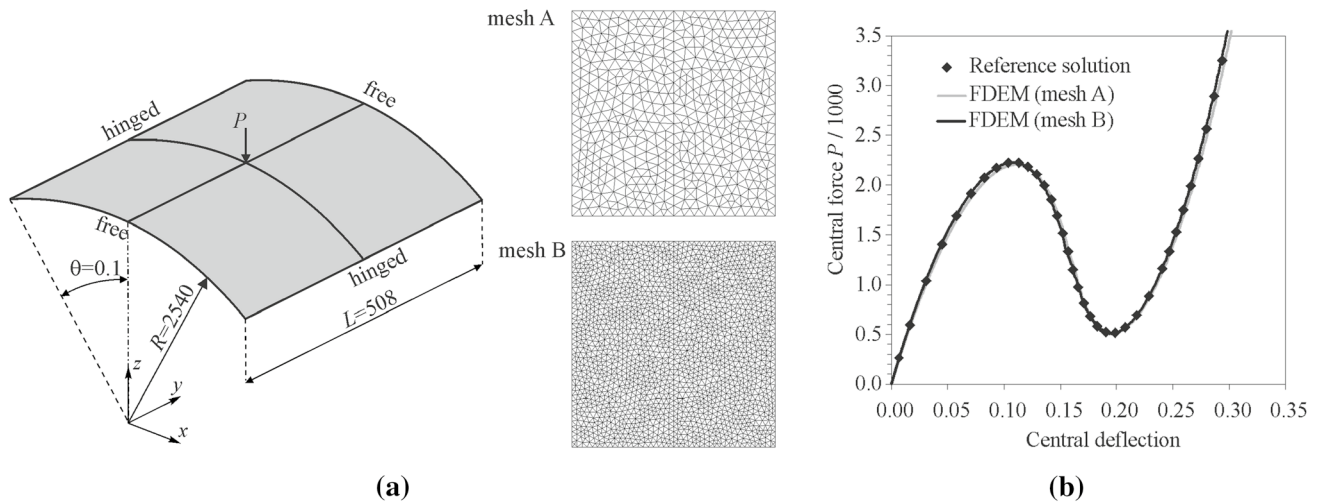 mesh A
hinged
free
P
free
hinged
θ=0.1
R=2540
L=508
z
y
x
mesh B
(a)
Central force P / 1000
3.5
3.0
2.5
2.0
1.5
1.0
0.5
0.0
Reference solution
FDEM (mesh A)
FDEM (mesh B)
0.00 0.05 0.10 0.15 0.20 0.25 0.30 0.35
Central deflection
(b)